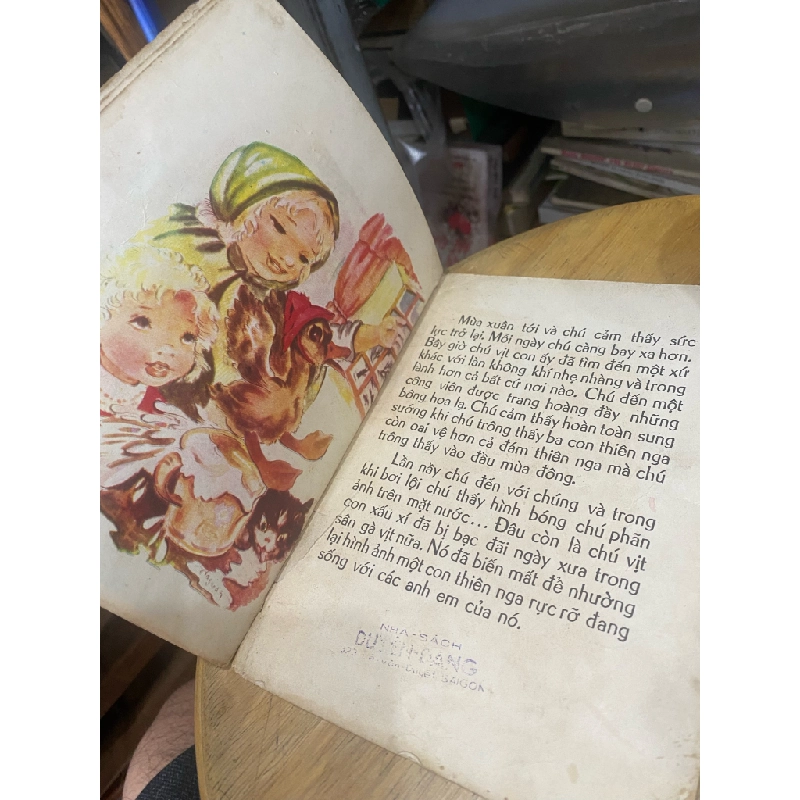 Mùa xuân tới và chú cảm thấy sức
lực trở lại. Mỗi ngày chú càng bay xa hơn.
Bây giờ chú vịt con ấy đã tìm đến một xứ
khác với làn không khí nhẹ nhàng và trong
lành hơn cả bất cứ nơi nào. Chú đến một
công viên được trang hoàng đầy những
bông hơn lạ. Chú cảm thấy hoàn toàn sung
sướng khi chú trông thấy ba con thiên nga
còn oai vệ hơn cả đám thiên nga mà chú
trông thấy vào đầu mùa đông.
Lần này chú đến với chúng và trong
khi bơi lội chú thấy hình bóng chú phãn
ảnh trên mặt nước... Đâu còn là chú vịt
con xấu xí đã bị bạc đãi ngày xưa trong
sân gà vịt nữa. Nó đã biến mất để nhường
lại hình ảnh một con thiên nga rực rỡ đang
sống với các anh em của nó.
NHÀ-SÁCH
SAIGON